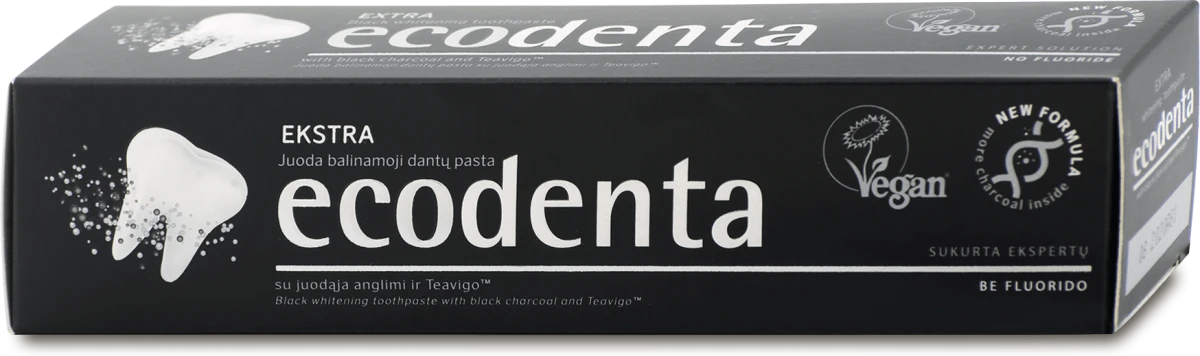 EXTRA
Black whitening toothpaste
ecodenta
with black charcoal and Teavigo™
Juoda balinamoji dantų pasta su juodąja anglimi ir Teavigo™
Vegan
NEW FORMULA
more charcoal inside
EXPERT SOLUTION
NO FLUORIDE
EKSTRA
Juoda balinamoji dantų pasta
ecodenta
su juodąja anglimi ir Teavigo™
Black whitening toothpaste with black charcoal and Teavigo™
Vegan
NEW FORMULA
more charcoal inside
SUKURTA EKSPERTŲ
BE FLUORIDO
EXTRA
whitening toothpaste
ecodenta